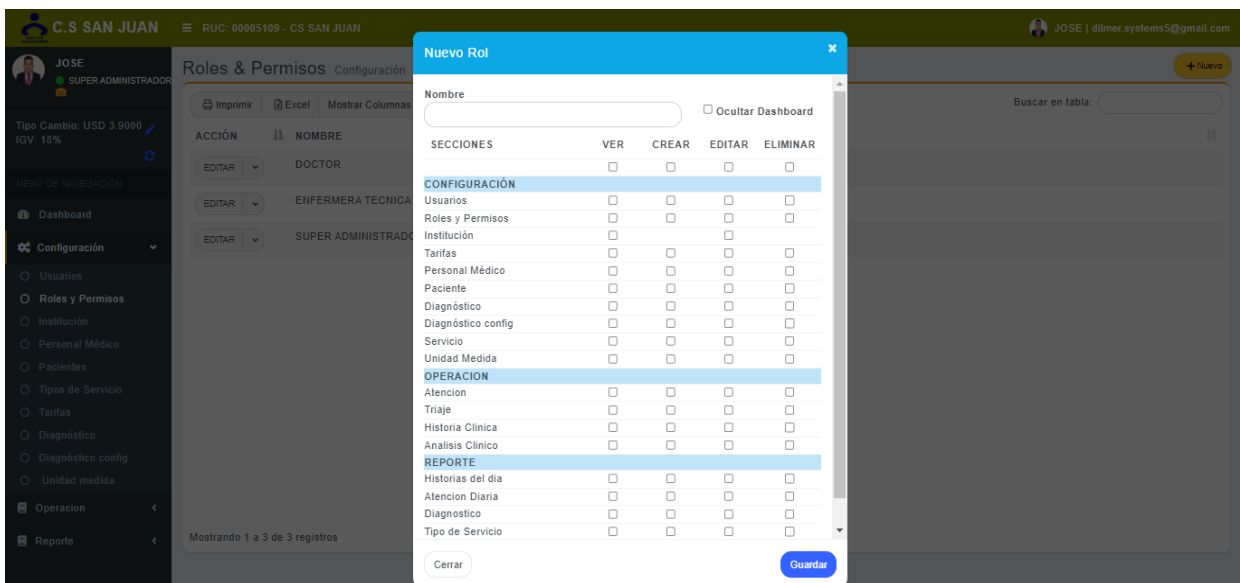 C.S SAN JUAN
RUC: 00005109 - CS SAN JUAN
JOSE | dilmer.systems5@gmail.com
JOSE
SUPER ADMINISTRADOR
Tipo Cambio: USD 3.9000
IGV: 18%
MENÚ DE NAVEGACIÓN
Dashboard
Configuración
Usuarios
Roles y Permisos
Institución
Personal Médico
Pacientes
Tipos de Servicio
Tarifas
Diagnóstico
Diagnóstico config
Unidad medida
Operacion
Reporte
Roles & Permisos Configuración
+ Nuevo
Imprimir Excel Mostrar Columnas
Buscar en tabla:
ACCIÓN NOMBRE
EDITAR DOCTOR
EDITAR ENFERMERA TECNICA
EDITAR SUPER ADMINISTRADO
Mostrando 1 a 3 de 3 registros
Nuevo Rol
Nombre
Ocultar Dashboard
SECCIONES VER CREAR EDITAR ELIMINAR
CONFIGURACIÓN
Usuarios
Roles y Permisos
Institución
Tarifas
Personal Médico
Paciente
Diagnóstico
Diagnóstico config
Servicio
Unidad Medida
OPERACION
Atencion
Triaje
Historia Clinica
Analisis Clinico
REPORTE
Historias del dia
Atencion Diaria
Diagnostico
Tipo de Servicio
Cerrar
Guardar